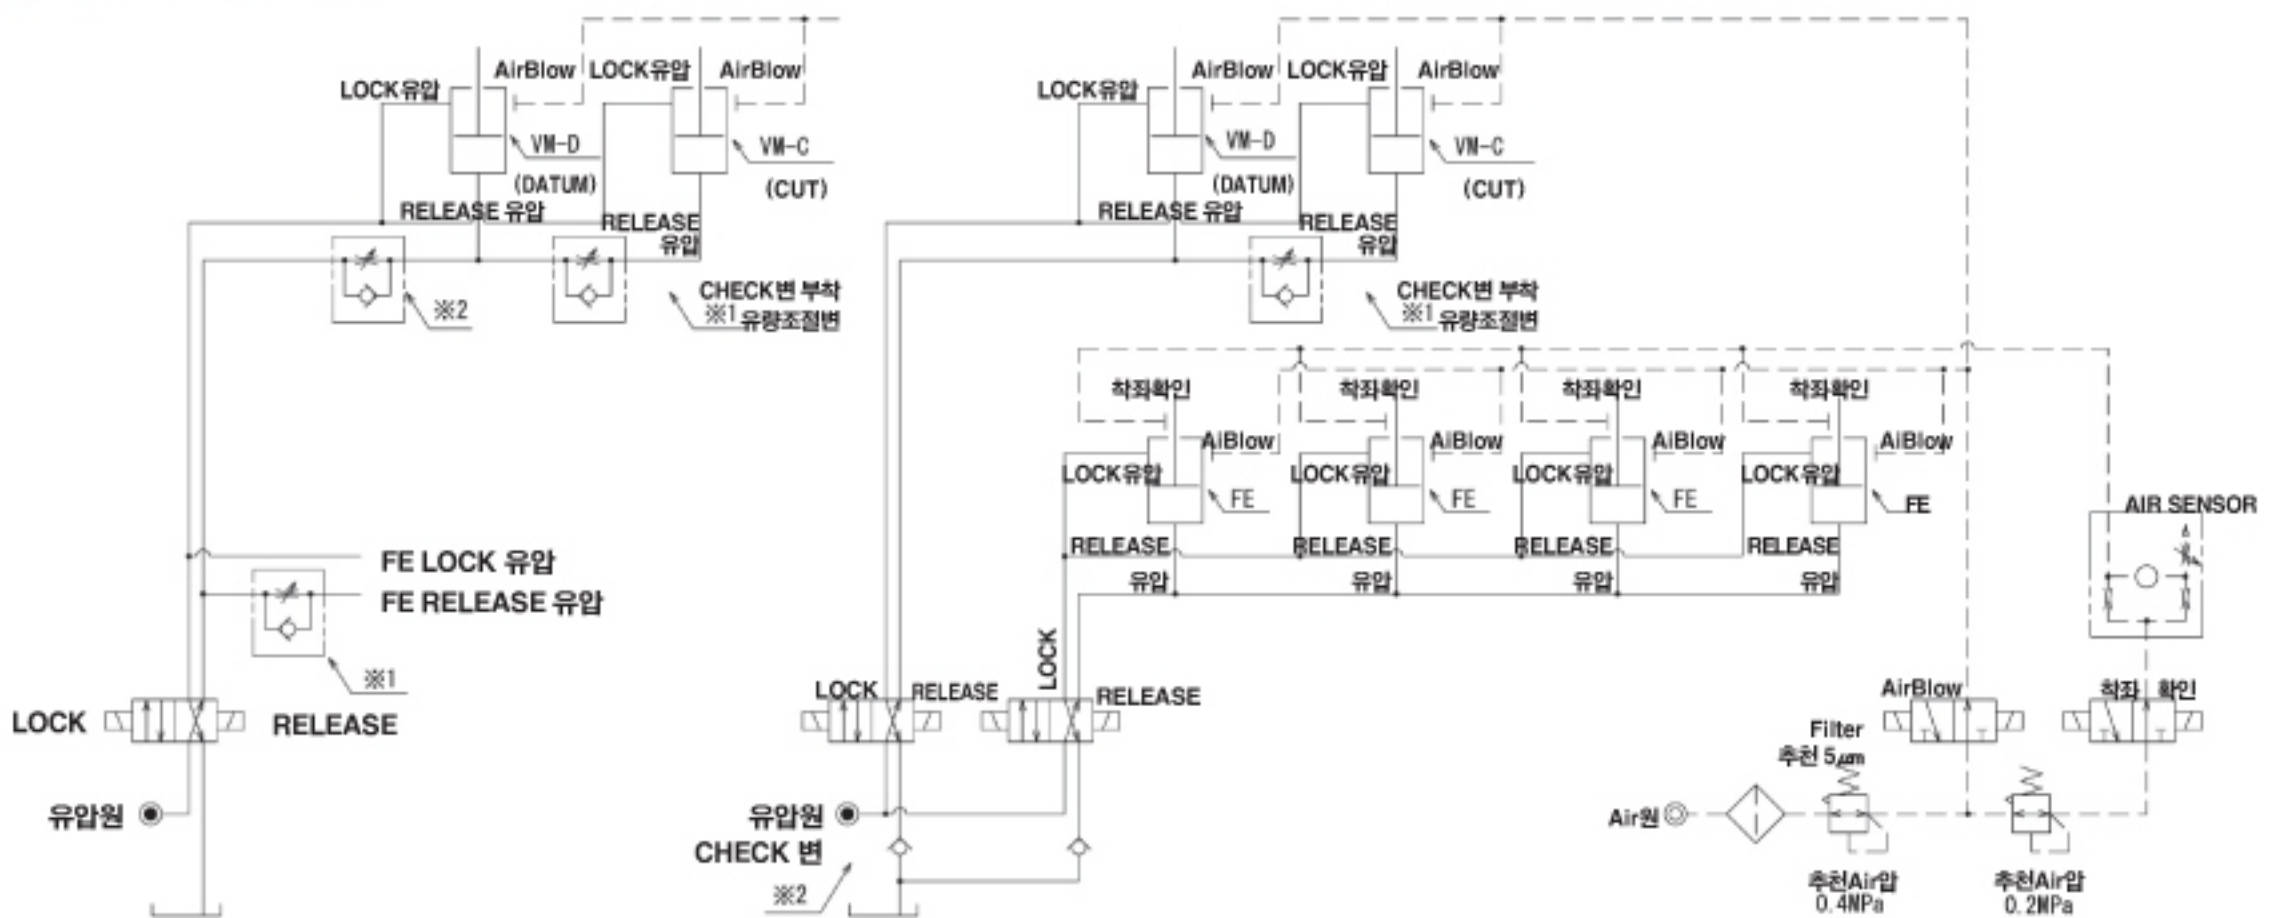 AirBlow
LOCK유압
AirBlow
LOCK유압
VM-D
(DATUM)
VM-C
(CUT)
RELEASE 유압
RELEASE
유압
※2
CHECK변 부착
※1 유량조절변
FE LOCK 유압
FE RELEASE 유압
※1
LOCK
RELEASE
유압원
AirBlow
LOCK유압
AirBlow
LOCK유압
VM-D
(DATUM)
VM-C
(CUT)
RELEASE 유압
RELEASE
유압
CHECK변 부착
※1 유량조절변
착좌확인
착좌확인
착좌확인
착좌확인
AiBlow
AiBlow
AiBlow
AiBlow
LOCK유압
LOCK유압
LOCK유압
LOCK유압
FE
FE
FE
FE
RELEASE
유압
RELEASE
유압
RELEASE
유압
RELEASE
유압
LOCK
LOCK
RELEASE
RELEASE
유압원
CHECK 변
※2
AIR SENSOR
AirBlow
착좌 확인
Filter
추천 5㎛
Air원
추천Air압
0.4MPa
추천Air압
0.2MPa